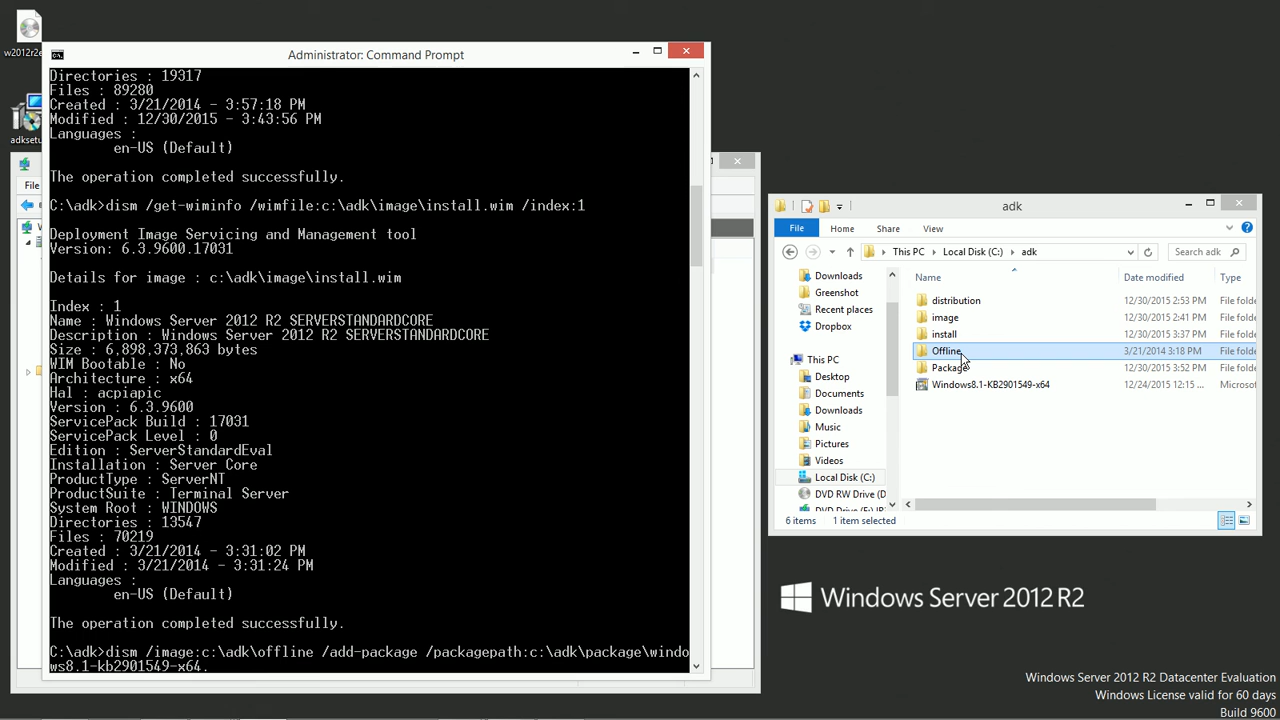 w2012r2e
adksetu
Administrator: Command Prompt
Directories : 19317
Files : 89280
Created : 3/21/2014 - 3:57:18 PM
Modified : 12/30/2015 - 3:43:56 PM
Languages :
en-US (Default)
The operation completed successfully.
C:\adk>dism /get-wiminfo /wimfile:c:\adk\image\install.wim /index:1
Deployment Image Servicing and Management tool
Version: 6.3.9600.17031
Details for image : c:\adk\image\install.wim
Index : 1
Name : Windows Server 2012 R2 SERVERSTANDARDCORE
Description : Windows Server 2012 R2 SERVERSTANDARDCORE
Size : 6,898,373,863 bytes
WIM Bootable : No
Architecture : x64
Hal : acpiapic
Version : 6.3.9600
ServicePack Build : 17031
ServicePack Level : 0
Edition : ServerStandardEval
Installation : Server Core
ProductType : ServerNT
ProductSuite : Terminal Server
System Root : WINDOWS
Directories : 13547
Files : 70219
Created : 3/21/2014 - 3:31:02 PM
Modified : 3/21/2014 - 3:31:24 PM
Languages :
en-US (Default)
The operation completed successfully.
C:\adk>dism /image:c:\adk\offline /add-package /packagepath:c:\adk\package\windo
ws8.1-kb2901549-x64.
File
adk
File Home Share View
This PC Local Disk (C:) adk
Search adk
Downloads
Greenshot
Recent places
Dropbox
This PC
Desktop
Documents
Downloads
Music
Pictures
Videos
Local Disk (C:)
DVD RW Drive (D
Name Date modified Type
distribution 12/30/2015 2:53 PM File folde
image 12/30/2015 2:41 PM File folde
install 12/30/2015 3:37 PM File folde
Offline 3/21/2014 3:18 PM File folde
Package 12/30/2015 3:52 PM File folde
Windows8.1-KB2901549-x64 12/24/2015 12:15 ... Microso
6 items 1 item selected
Windows Server 2012 R2
Windows Server 2012 R2 Datacenter Evaluation
Windows License valid for 60 days
Build 9600